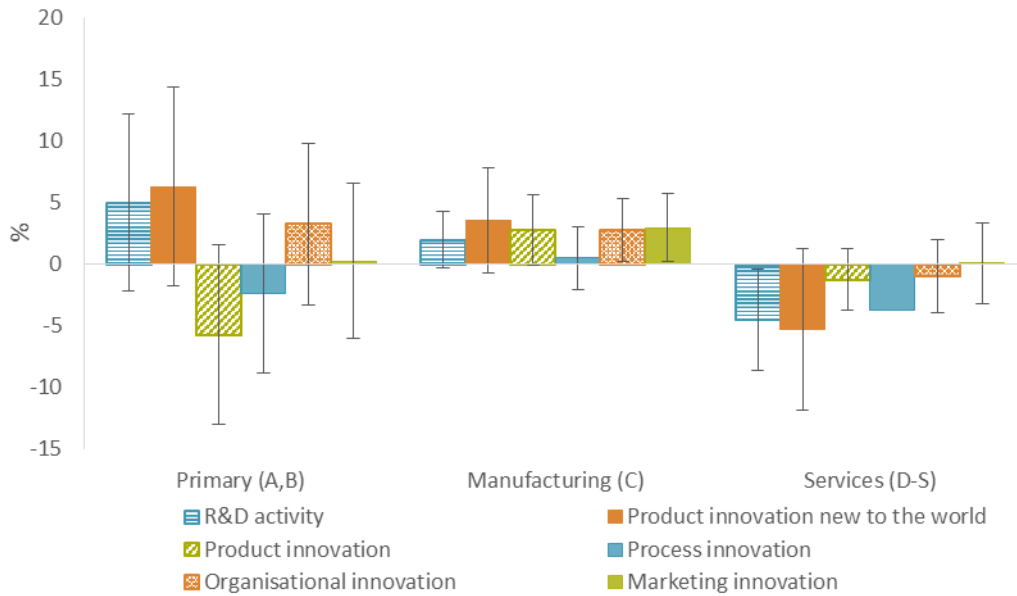 20
15
10
5
0
-5
-10
-15
%
Primary (A,B)
Manufacturing (C)
Services (D-S)
R&D activity
Product innovation new to the world
Product innovation
Process innovation
Organisational innovation
Marketing innovation